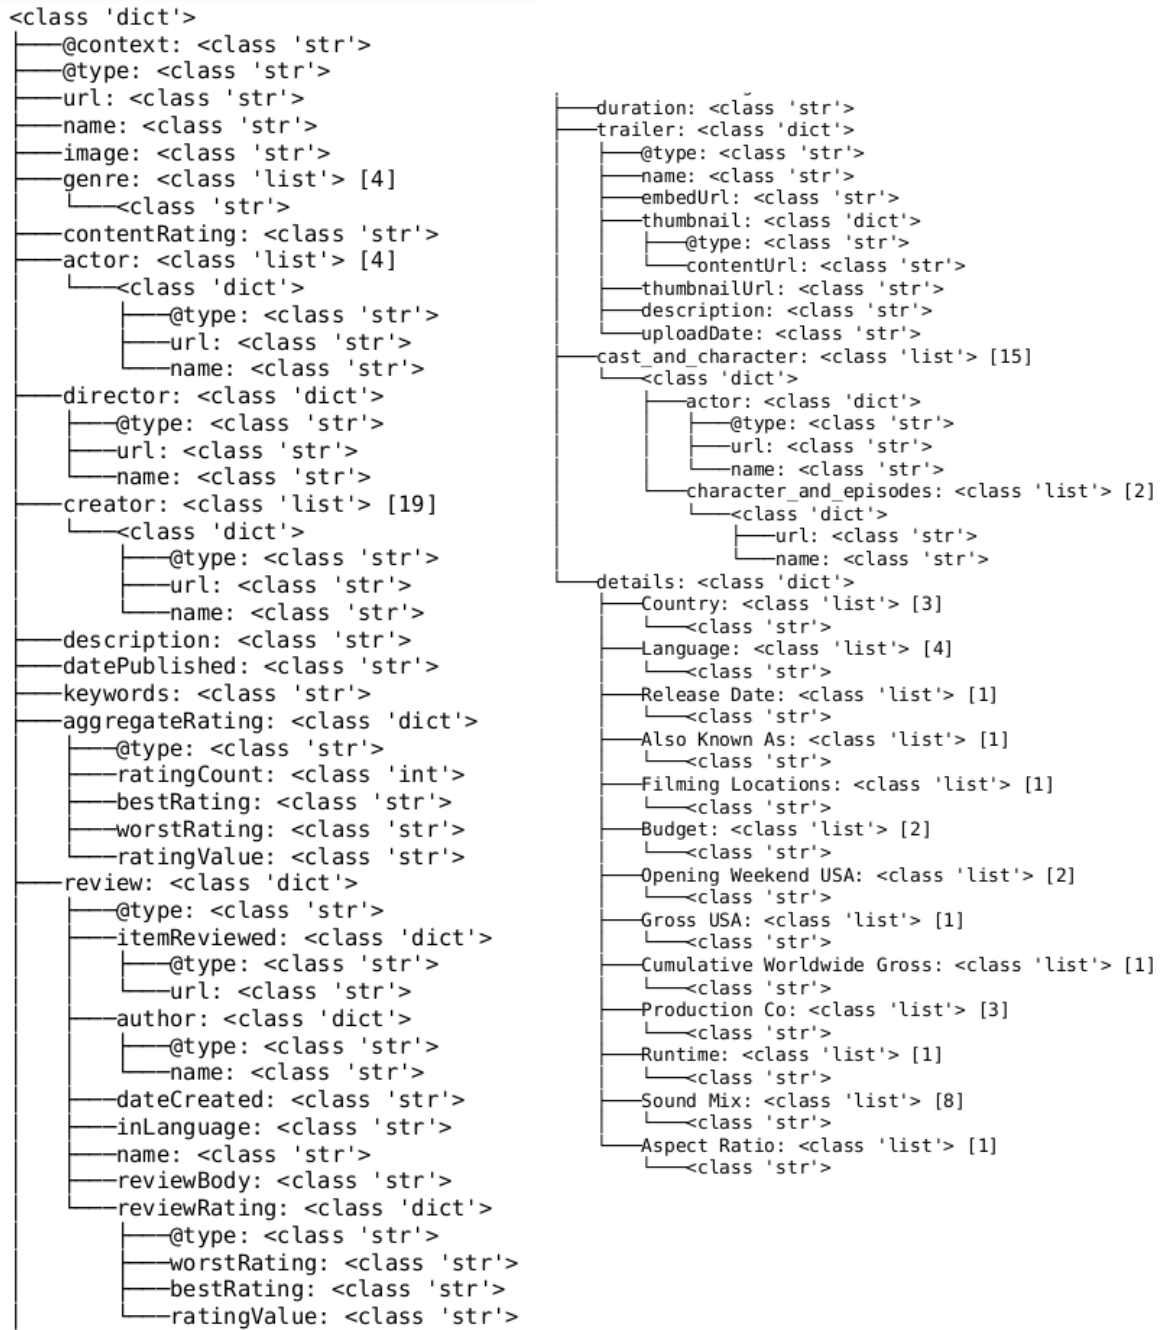 <class 'dict'>
├───@context: <class 'str'>
├───@type: <class 'str'>
├───url: <class 'str'>
├───name: <class 'str'>
├───image: <class 'str'>
├───genre: <class 'list'> [4]
│   └───<class 'str'>
├───contentRating: <class 'str'>
├───actor: <class 'list'> [4]
│   └───<class 'dict'>
│       ├───@type: <class 'str'>
│       ├───url: <class 'str'>
│       └───name: <class 'str'>
├───director: <class 'dict'>
│   ├───@type: <class 'str'>
│   ├───url: <class 'str'>
│   └───name: <class 'str'>
├───creator: <class 'list'> [19]
│   └───<class 'dict'>
│       ├───@type: <class 'str'>
│       ├───url: <class 'str'>
│       └───name: <class 'str'>
├───description: <class 'str'>
├───datePublished: <class 'str'>
├───keywords: <class 'str'>
├───aggregateRating: <class 'dict'>
│   ├───@type: <class 'str'>
│   ├───ratingCount: <class 'int'>
│   ├───bestRating: <class 'str'>
│   ├───worstRating: <class 'str'>
│   └───ratingValue: <class 'str'>
├───review: <class 'dict'>
│   ├───@type: <class 'str'>
│   ├───itemReviewed: <class 'dict'>
│   │   ├───@type: <class 'str'>
│   │   └───url: <class 'str'>
│   ├───author: <class 'dict'>
│   │   ├───@type: <class 'str'>
│   │   └───name: <class 'str'>
│   ├───dateCreated: <class 'str'>
│   ├───inLanguage: <class 'str'>
│   ├───name: <class 'str'>
│   ├───reviewBody: <class 'str'>
│   └───reviewRating: <class 'dict'>
│       ├───@type: <class 'str'>
│       ├───worstRating: <class 'str'>
│       ├───bestRating: <class 'str'>
│       └───ratingValue: <class 'str'>
├───duration: <class 'str'>
├───trailer: <class 'dict'>
│   ├───@type: <class 'str'>
│   ├───name: <class 'str'>
│   ├───embedUrl: <class 'str'>
│   ├───thumbnail: <class 'dict'>
│   │   ├───@type: <class 'str'>
│   │   └───contentUrl: <class 'str'>
│   ├───thumbnailUrl: <class 'str'>
│   ├───description: <class 'str'>
│   └───uploadDate: <class 'str'>
├───cast_and_character: <class 'list'> [15]
│   └───<class 'dict'>
│       ├───actor: <class 'dict'>
│       │   ├───@type: <class 'str'>
│       │   ├───url: <class 'str'>
│       │   └───name: <class 'str'>
│       └───character_and_episodes: <class 'list'> [2]
│           └───<class 'dict'>
│               ├───url: <class 'str'>
│               └───name: <class 'str'>
└───details: <class 'dict'>
    ├───Country: <class 'list'> [3]
    │   └───<class 'str'>
    ├───Language: <class 'list'> [4]
    │   └───<class 'str'>
    ├───Release Date: <class 'list'> [1]
    │   └───<class 'str'>
    ├───Also Known As: <class 'list'> [1]
    │   └───<class 'str'>
    ├───Filming Locations: <class 'list'> [1]
    │   └───<class 'str'>
    ├───Budget: <class 'list'> [2]
    │   └───<class 'str'>
    ├───Opening Weekend USA: <class 'list'> [2]
    │   └───<class 'str'>
    ├───Gross USA: <class 'list'> [1]
    │   └───<class 'str'>
    ├───Cumulative Worldwide Gross: <class 'list'> [1]
    │   └───<class 'str'>
    ├───Production Co: <class 'list'> [3]
    │   └───<class 'str'>
    ├───Runtime: <class 'list'> [1]
    │   └───<class 'str'>
    ├───Sound Mix: <class 'list'> [8]
    │   └───<class 'str'>
    └───Aspect Ratio: <class 'list'> [1]
        └───<class 'str'>